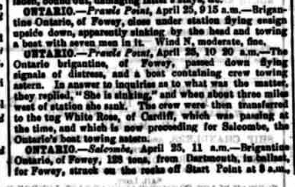 ONTARIO.—Prawle Point, April 25, 9 15 a.m.—Brigan-
tine Ontario, of Fowey, close under station flying ensign
upside down, apparently sinking by the head and towing
a boat with seven men in it. Wind N, moderate, fine.
ONTARIO.—Prawle Point, April 25, 10 20 a.m.—The
Ontario brigantine, of Fowey, passed down flying
signals of distress, and a boat containing crew towing
astern. In answer to inquiries as to what was the matter,
they replied, "She is sinking," and when about three miles
west of station she sank. The crew were then transferred
to the tug White Rose, of Cardiff, which was passing at
the time, and which is now proceeding for Salcombe,
Ontario's boat towing astern.
ONTARIO.—Salcombe, April 25, Brigantine
Ontario, of Fowey, 128 tons, from Dartmouth, in ballast,
for Fowey, struck on off Start Point at 8 a.m.